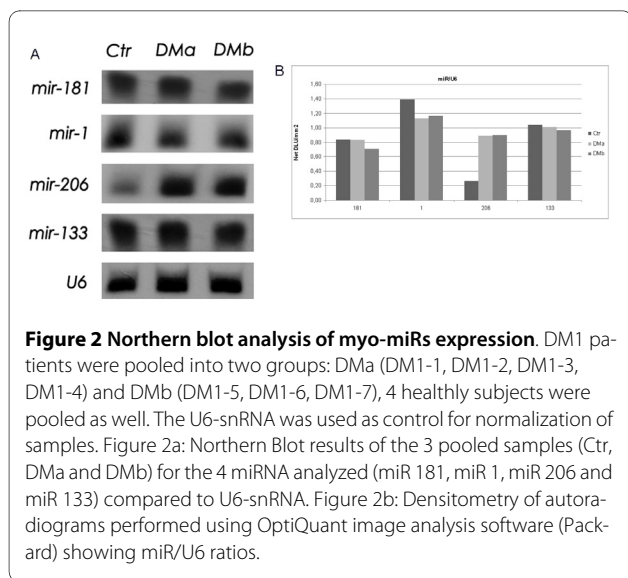 A
Ctr DMa DMb
mir-181
mir-1
mir-206
mir-133
U6
B
miR/U6
Net DLU/mm2
1,60
1,40
1,20
1,00
0,80
0,60
0,40
0,20
0,00
181 1 206 133
Ctr
DMa
DMb
Figure 2 Northern blot analysis of myo-miRs expression. DM1 pa-
tients were pooled into two groups: DMa (DM1-1, DM1-2, DM1-3,
DM1-4) and DMb (DM1-5, DM1-6, DM1-7), 4 healthly subjects were
pooled as well. The U6-snRNA was used as control for normalization of
samples. Figure 2a: Northern Blot results of the 3 pooled samples (Ctr,
DMa and DMb) for the 4 miRNA analyzed (miR 181, miR 1, miR 206 and
miR 133) compared to U6-snRNA. Figure 2b: Densitometry of autora-
diograms performed using OptiQuant image analysis software (Pack-
ard) showing miR/U6 ratios.